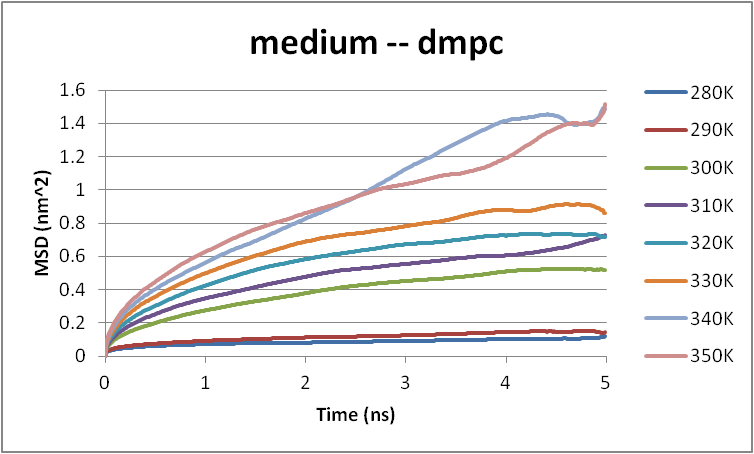 medium -- dmpc
MSD (nm^2)
1.6
1.4
1.2
1
0.8
0.6
0.4
0.2
0
0 1 2 3 4 5
Time (ns)
280K
290K
300K
310K
320K
330K
340K
350K